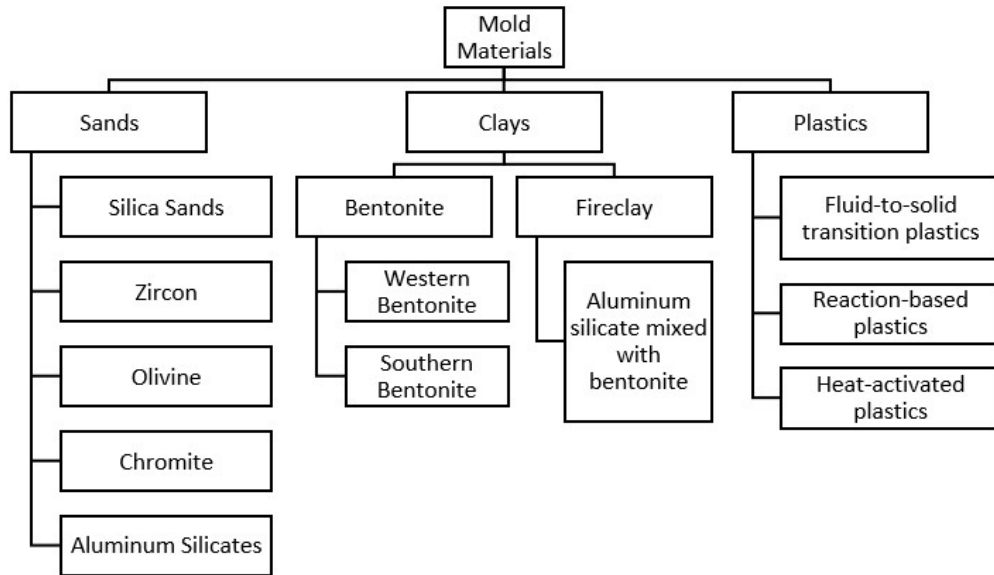 Mold
Materials
Sands
Clays
Plastics
Silica Sands
Zircon
Olivine
Chromite
Aluminum Silicates
Bentonite
Western
Bentonite
Southern
Bentonite
Fireclay
Aluminum
silicate mixed
with
bentonite
Fluid-to-solid
transition plastics
Reaction-based
plastics
Heat-activated
plastics